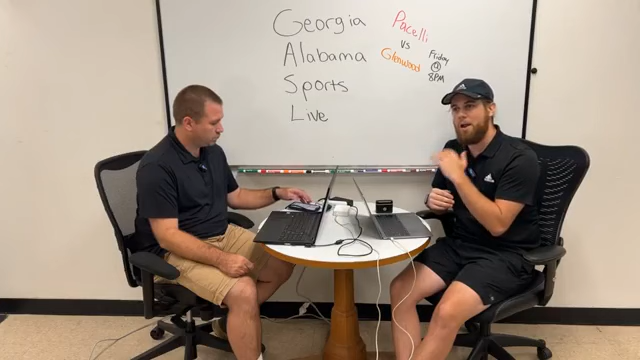 Georgia
Alabama
Sports
Live
Pacelli
vs
Glenwood
Friday
@
8PM